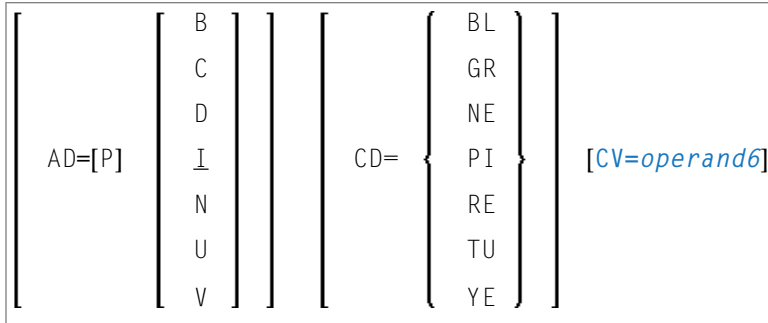 B BL
C GR
D NE
AD=[P] I CD= PI [CV=operand6]
N RE
U TU
V YE